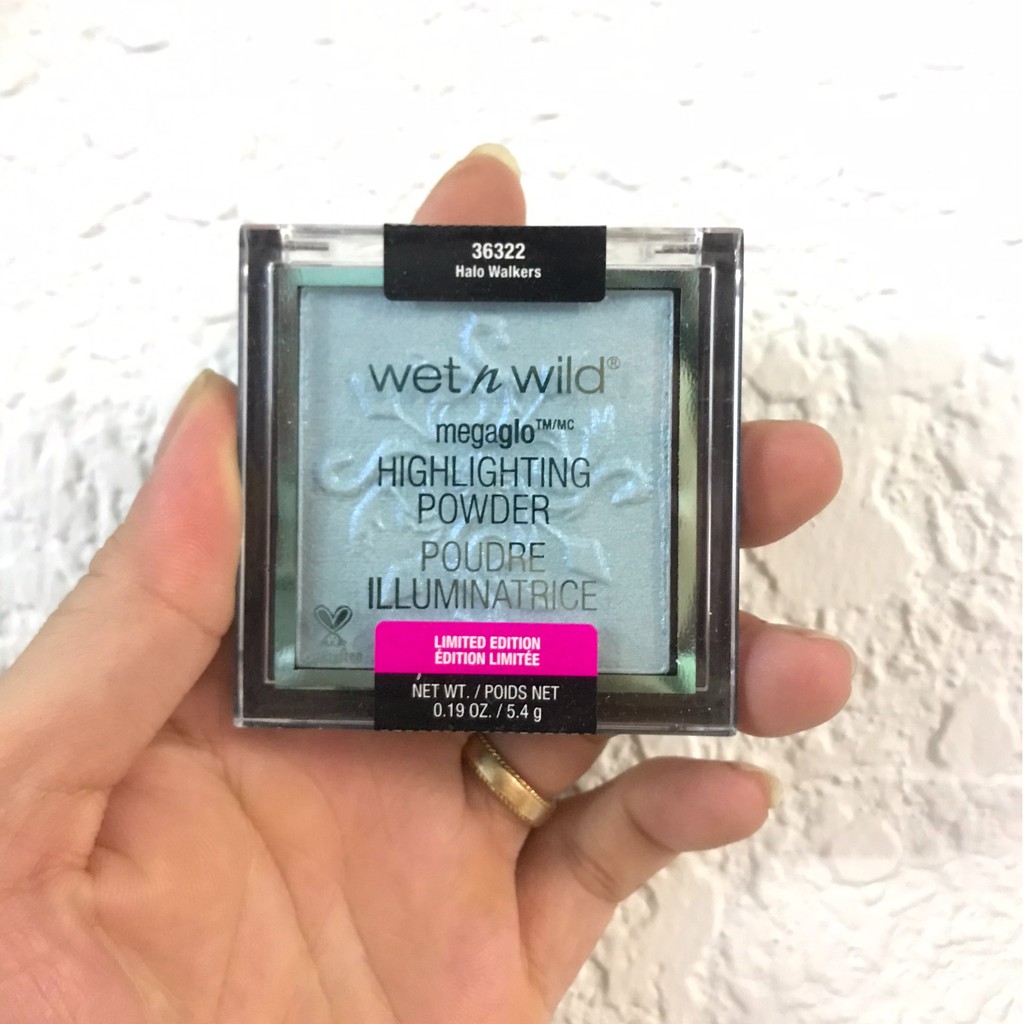 36322
Halo Walkers
wet n wild®
megaglo™/MC
HIGHLIGHTING
POWDER
POUDRE
ILLUMINATRICE
LIMITED EDITION
ÉDITION LIMITÉE
NET WT. / POIDS NET
0.19 OZ. / 5.4 g